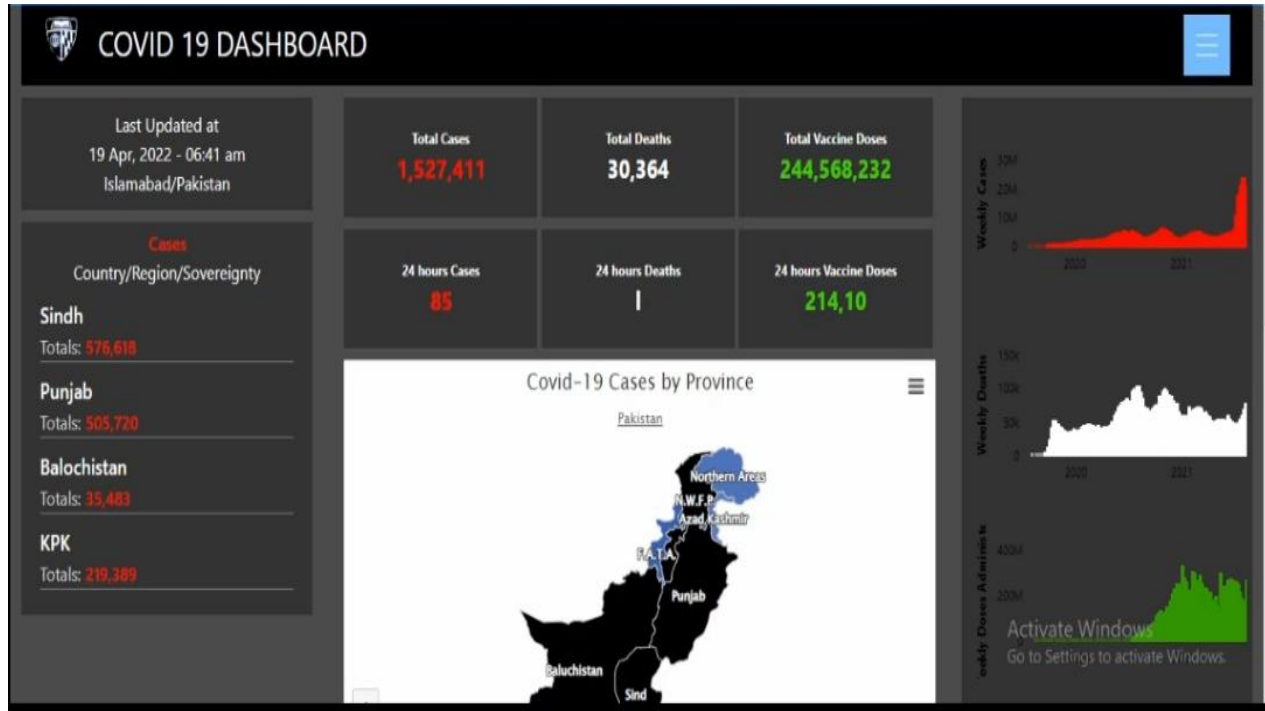 COVID 19 DASHBOARD
Last Updated at
19 Apr, 2022 - 06:41 am
Islamabad/Pakistan
Cases
Country/Region/Sovereignty
Sindh
Totals: 576,618
Punjab
Totals: 505,720
Balochistan
Totals: 35,483
KPK
Totals: 219,389
Total Cases
1,527,411
Total Deaths
30,364
Total Vaccine Doses
244,568,232
24 hours Cases
85
24 hours Deaths
1
24 hours Vaccine Doses
214,10
Covid-19 Cases by Province
Pakistan
Northern Areas
N.W.F.P
Azad Kashmir
F.A.T.A.
Punjab
Baluchistan
Sind
Weekly Cases
30M
20M
10M
0
2020
2021
Weekly Deaths
150k
100k
50k
0
2020
2021
eekly Doses Administ
400M
200M
0
Activate Windows
Go to Settings to activate Windows.